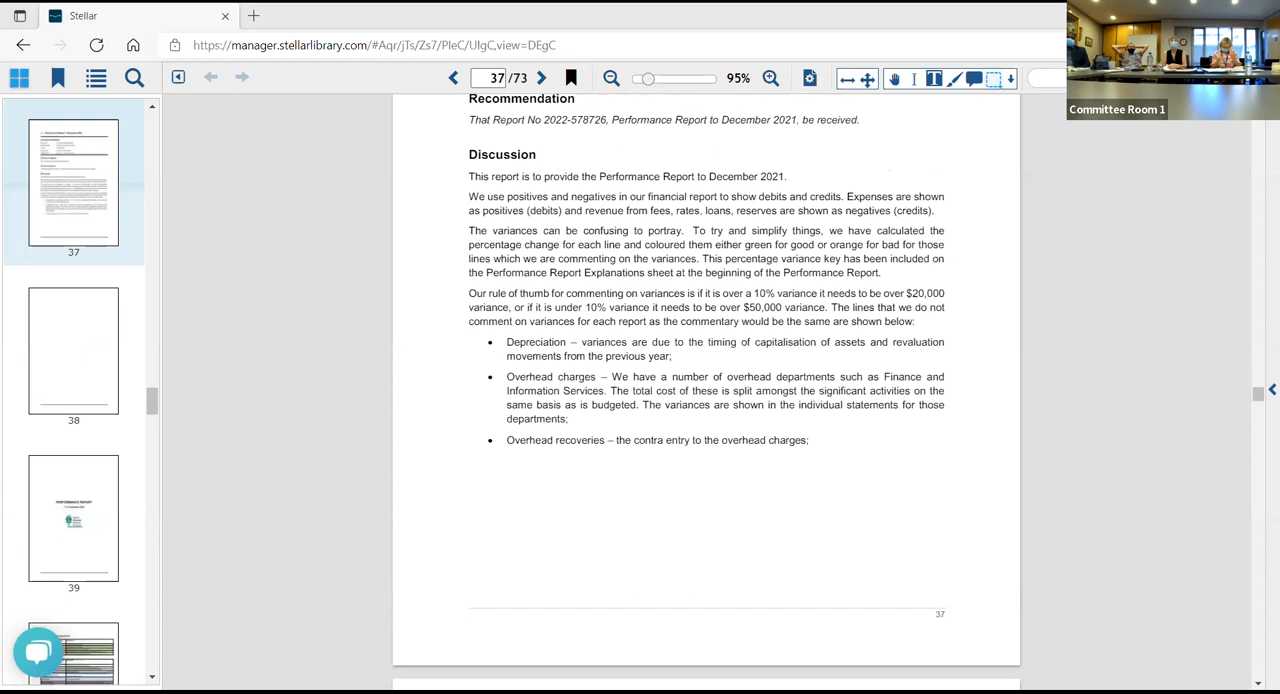 Stellar
https://manager.stellarlibrary.com/#Aqr/jTs/Zs7/PIeC/UIgC,view=DEgC
37 /73
95%
Committee Room 1
37
38
PERFORMANCE REPORT
39
Recommendation
That Report No 2022-578726, Performance Report to December 2021, be received.
Discussion
This report is to provide the Performance Report to December 2021.
We use positives and negatives in our financial report to show debits and credits. Expenses are shown
as positives (debits) and revenue from fees, rates, loans, reserves are shown as negatives (credits).
The variances can be confusing to portray. To try and simplify things, we have calculated the
percentage change for each line and coloured them either green for good or orange for bad for those
lines which we are commenting on the variances. This percentage variance key has been included on
the Performance Report Explanations sheet at the beginning of the Performance Report.
Our rule of thumb for commenting on variances is if it is over a 10% variance it needs to be over $20,000
variance, or if it is under 10% variance it needs to be over $50,000 variance. The lines that we do not
comment on variances for each report as the commentary would be the same are shown below:
• Depreciation – variances are due to the timing of capitalisation of assets and revaluation
movements from the previous year;
• Overhead charges – We have a number of overhead departments such as Finance and
Information Services. The total cost of these is split amongst the significant activities on the
same basis as is budgeted. The variances are shown in the individual statements for those
departments;
• Overhead recoveries – the contra entry to the overhead charges;
37